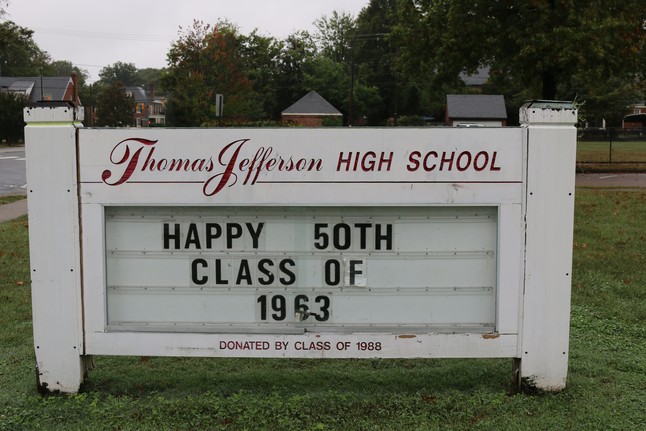 Thomas Jefferson HIGH SCHOOL
HAPPY 50TH
CLASS OF
1963
DONATED BY CLASS OF 1988